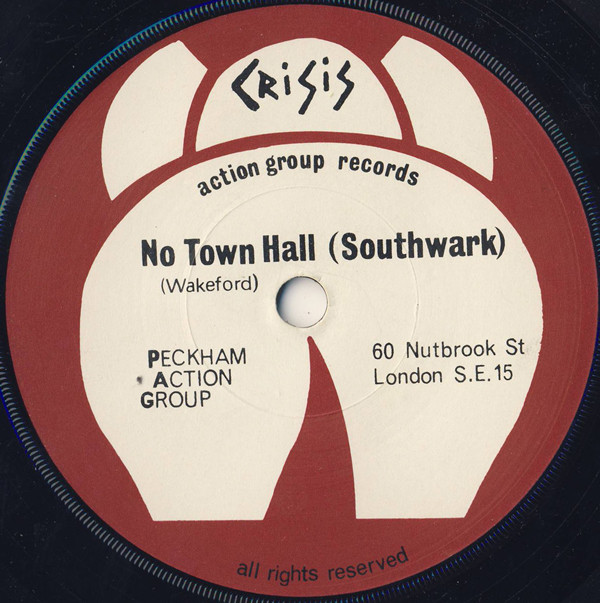 CRISIS
action group records
No Town Hall (Southwark)
(Wakeford)
PECKHAM
ACTION
GROUP
60 Nutbrook St
London S.E.15
all rights reserved